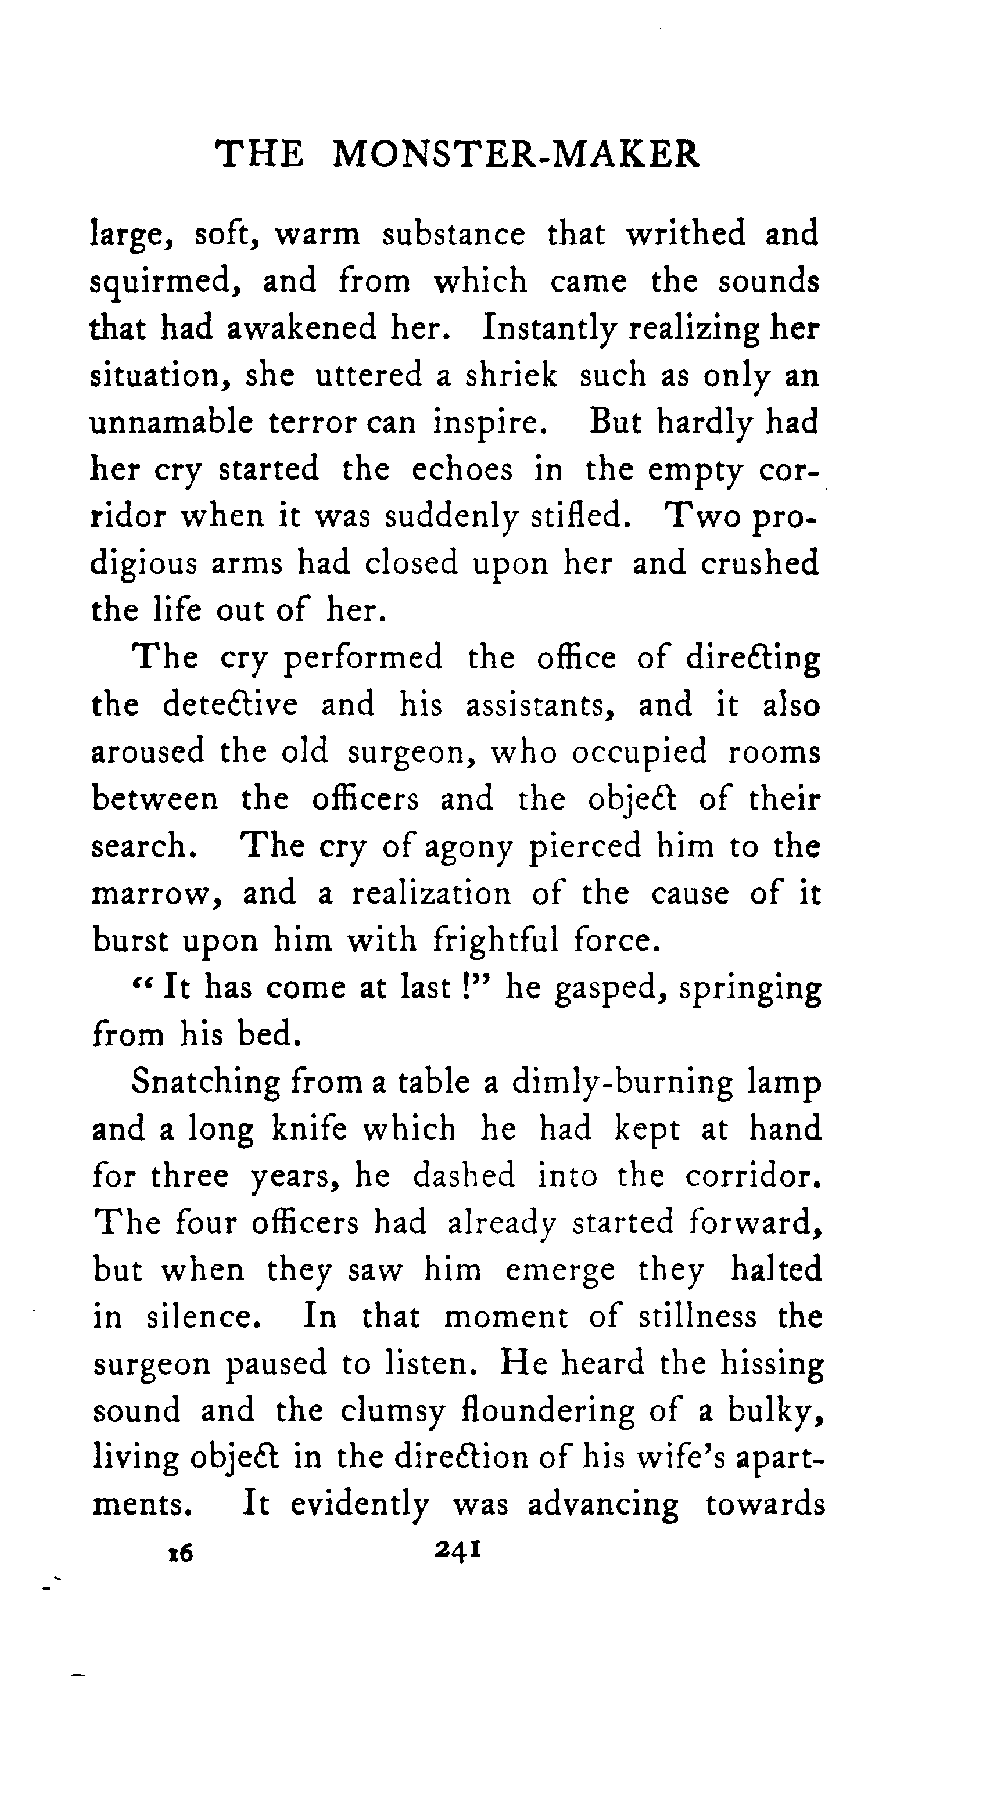 THE MONSTER-MAKER
large, soft, warm substance that writhed and
squirmed, and from which came the sounds
that had awakened her. Instantly realizing her
situation, she uttered a shriek such as only an
unnamable terror can inspire. But hardly had
her cry started the echoes in the empty cor-
ridor when it was suddenly stifled. Two pro-
digious arms had closed upon her and crushed
the life out of her.
The cry performed the office of directing
the detective and his assistants, and it also
aroused the old surgeon, who occupied rooms
between the officers and the object of their
search. The cry of agony pierced him to the
marrow, and a realization of the cause of it
burst upon him with frightful force.
“ It has come at last !” he gasped, springing
from his bed.
Snatching from a table a dimly-burning lamp
and a long knife which he had kept at hand
for three years, he dashed into the corridor.
The four officers had already started forward,
but when they saw him emerge they halted
in silence. In that moment of stillness the
surgeon paused to listen. He heard the hissing
sound and the clumsy floundering of a bulky,
living object in the direction of his wife’s apart-
ments. It evidently was advancing towards
16 241